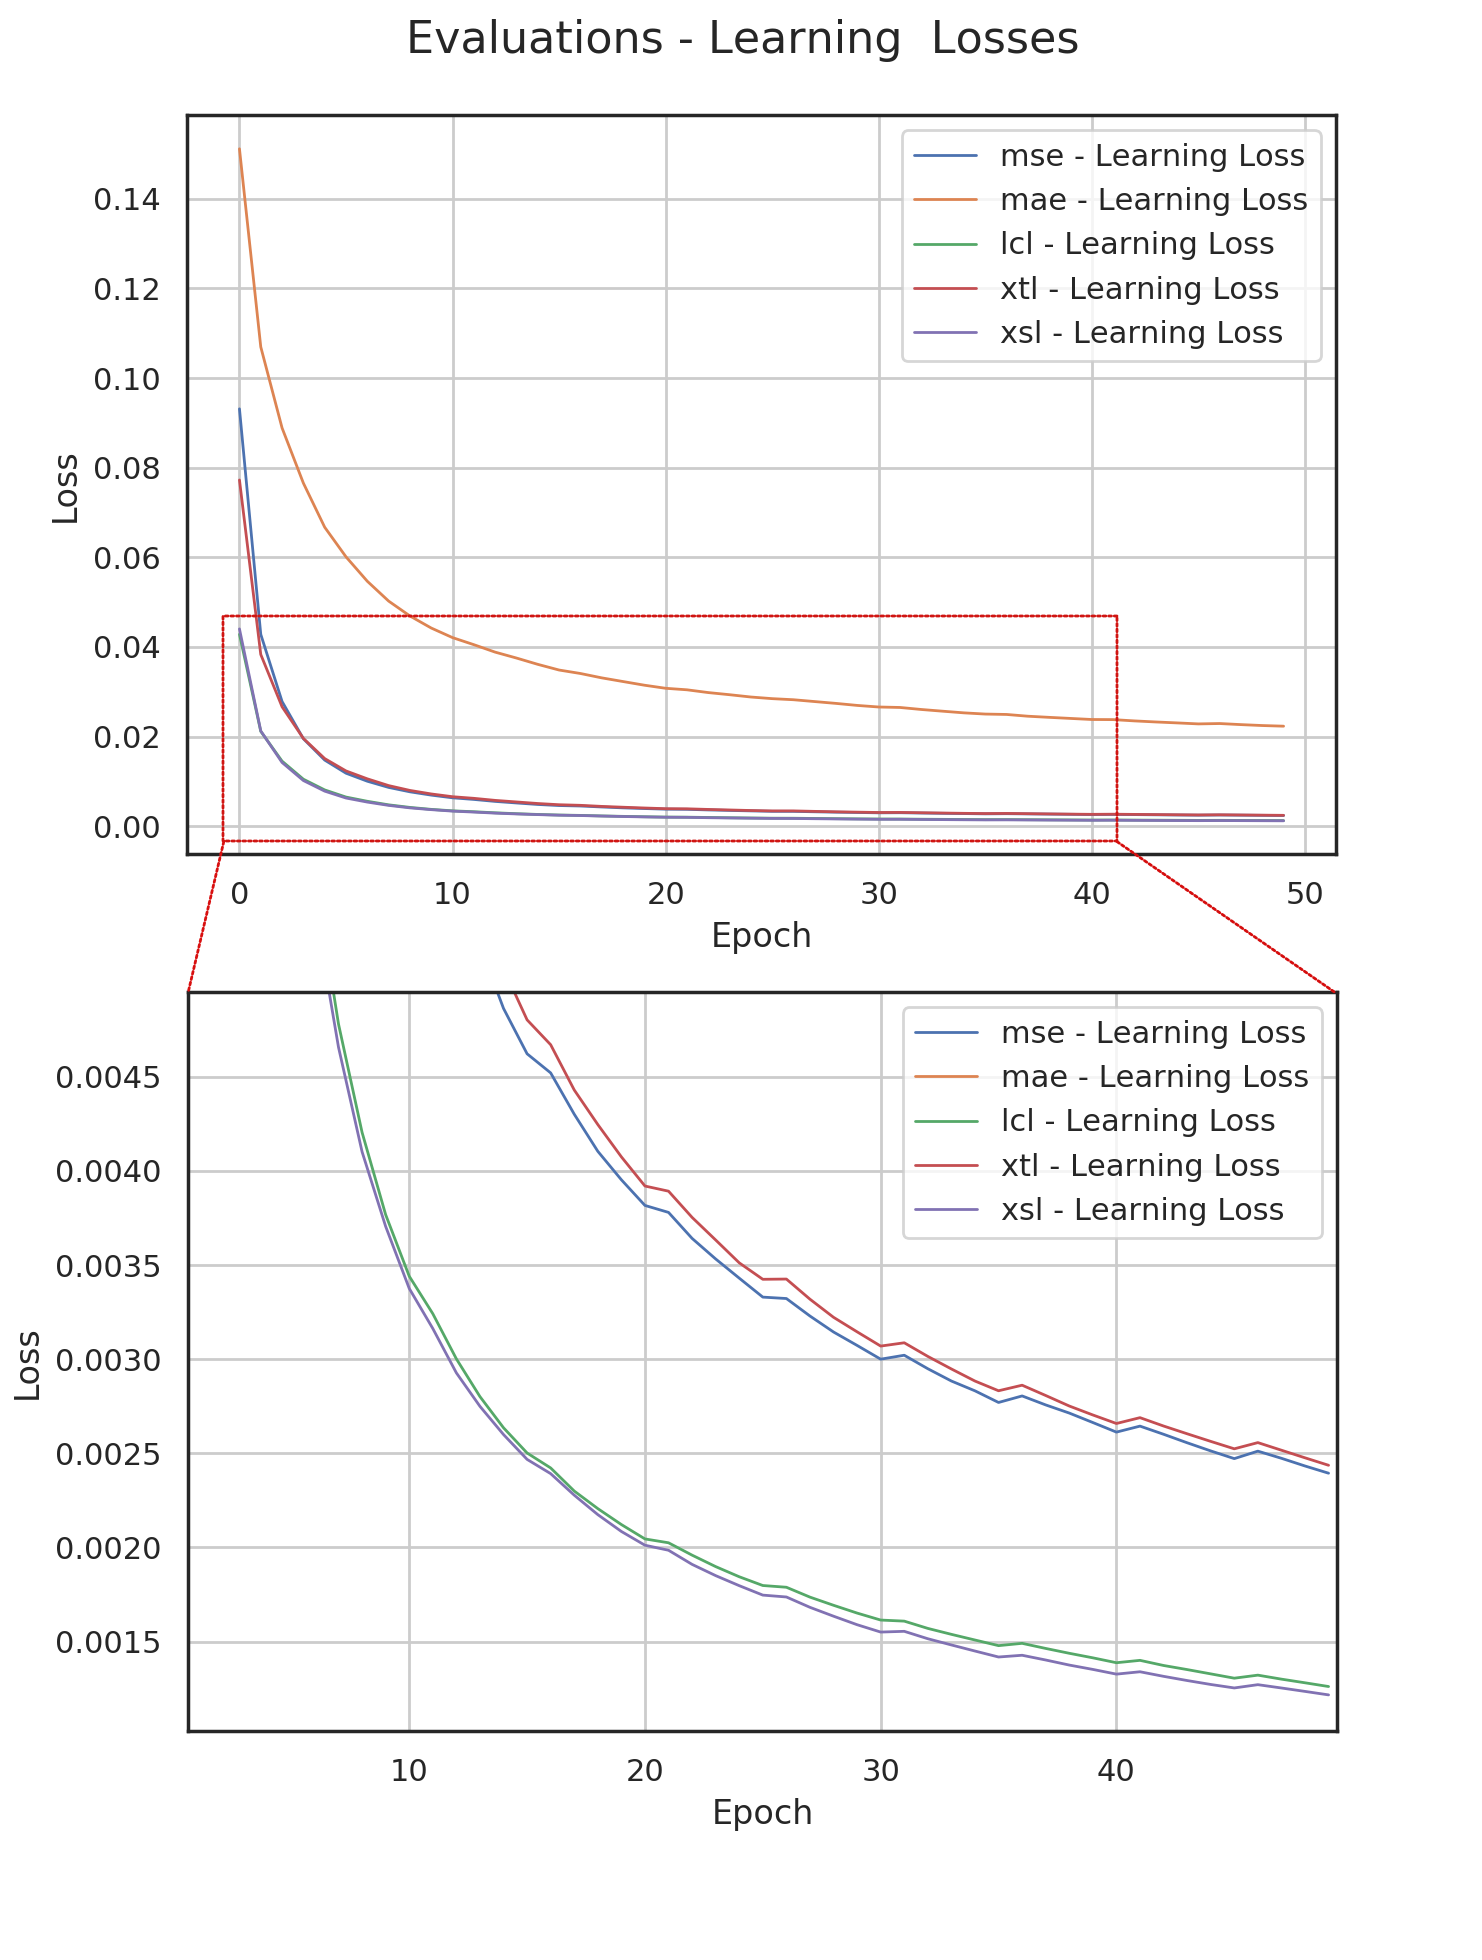 Evaluations - Learning  Losses
mse - Learning Loss
mae - Learning Loss
lcl - Learning Loss
xtl - Learning Loss
xsl - Learning Loss
0.14
0.12
0.10
0.08
0.06
0.04
0.02
0.00
Loss
0 10 20 30 40 50
Epoch
mse - Learning Loss
mae - Learning Loss
lcl - Learning Loss
xtl - Learning Loss
xsl - Learning Loss
0.0045
0.0040
0.0035
0.0030
0.0025
0.0020
0.0015
Loss
10 20 30 40
Epoch